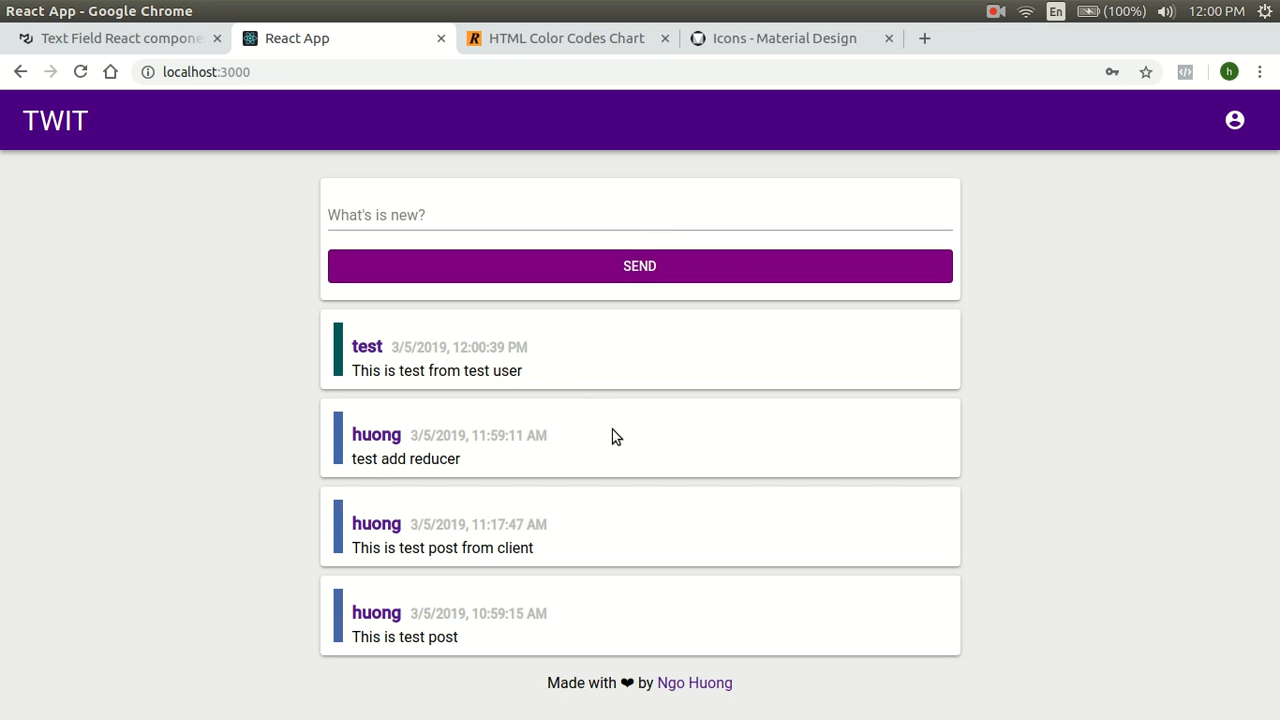 React App - Google Chrome
En (100%) 12:00 PM
Text Field React compone
React App
HTML Color Codes Chart
Icons - Material Design
localhost:3000
h
TWIT
What's is new?
SEND
test 3/5/2019, 12:00:39 PM
This is test from test user
huong 3/5/2019, 11:59:11 AM
test add reducer
huong 3/5/2019, 11:17:47 AM
This is test post from client
huong 3/5/2019, 10:59:15 AM
This is test post
Made with ❤ by Ngo Huong